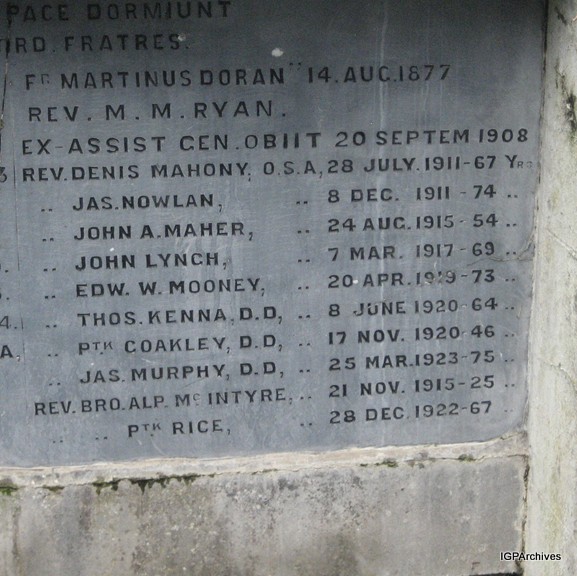 PACE DORMIUNT
ORD. FRATRES.
Fr MARTINUS DORAN " 14. AUG. 1877
REV. M. M. RYAN.
EX-ASSIST GEN. OBIIT 20 SEPTEM 1908
3 REV. DENIS MAHONY, O.S.A, 28 JULY. 1911-67 Yrs
.. JAS. NOWLAN, .. 8 DEC. 1911-74 ..
.. JOHN A. MAHER, .. 24 AUG. 1915-54 ..
.. JOHN LYNCH, .. 7 MAR. 1917-69 ..
.. EDW. W. MOONEY, .. 20 APR. 1919-73 ..
4. .. THOS. KENNA, D.D, .. 8 JUNE 1920-64 ..
A, .. PTK COAKLEY, D.D, .. 17 NOV. 1920-46 ..
.. JAS. MURPHY, D.D, .. 25 MAR. 1923-75 ..
REV. BRO. ALP. Mc INTYRE, .. 21 NOV. 1915-25 ..
.. .. PTK RICE, .. 28 DEC. 1922-67 ..
IGPArchives